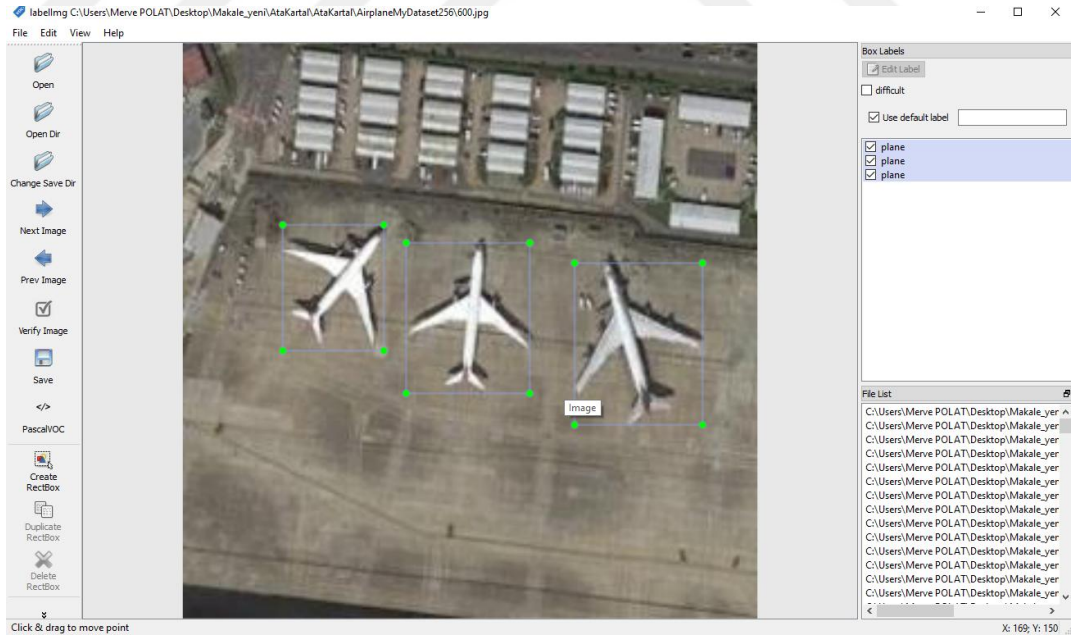 labelImg C:\Users\Merve POLAT\Desktop\Makale_yeni\AtaKartal\AtaKartal\AirplaneMyDataset256\600.jpg
File Edit View Help
Open
Open Dir
Change Save Dir
Next Image
Prev Image
Verify Image
Save
</>
PascalVOC
Create
RectBox
Duplicate
RectBox
Delete
RectBox
Image
Box Labels
Edit Label
difficult
Use default label
plane
plane
plane
File List
C:\Users\Merve POLAT\Desktop\Makale_yer
C:\Users\Merve POLAT\Desktop\Makale_yer
C:\Users\Merve POLAT\Desktop\Makale_yer
C:\Users\Merve POLAT\Desktop\Makale_yer
C:\Users\Merve POLAT\Desktop\Makale_yer
C:\Users\Merve POLAT\Desktop\Makale_yer
C:\Users\Merve POLAT\Desktop\Makale_yer
C:\Users\Merve POLAT\Desktop\Makale_yer
C:\Users\Merve POLAT\Desktop\Makale_yer
C:\Users\Merve POLAT\Desktop\Makale_yer
C:\Users\Merve POLAT\Desktop\Makale_yer
C:\Users\Merve POLAT\Desktop\Makale_yer
C:\Users\Merve POLAT\Desktop\Makale_yer
Click & drag to move point
X: 169; Y: 150